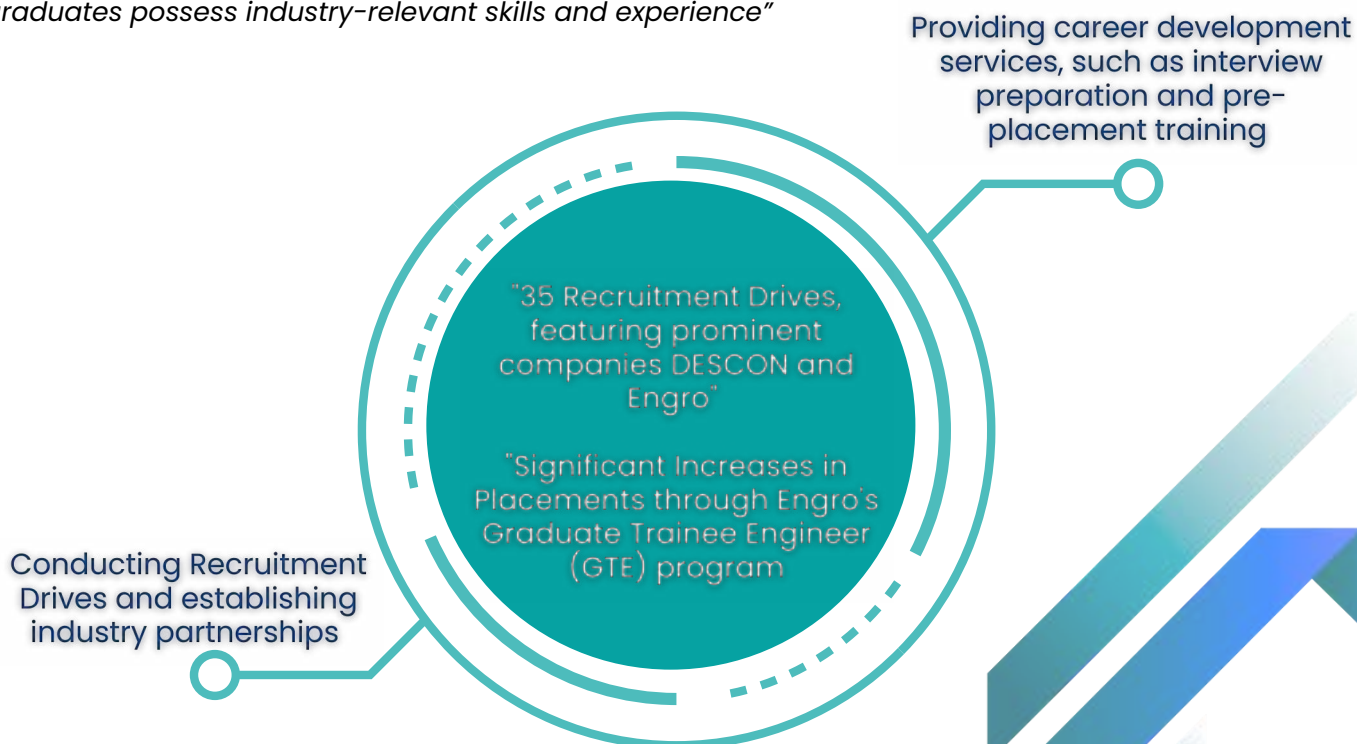 graduates possess industry-relevant skills and experience”
Providing career development
services, such as interview
preparation and pre-
placement training
"35 Recruitment Drives,
featuring prominent
companies DESCON and
Engro"
"Significant Increases in
Placements through Engro's
Graduate Trainee Engineer
(GTE) program
Conducting Recruitment
Drives and establishing
industry partnerships